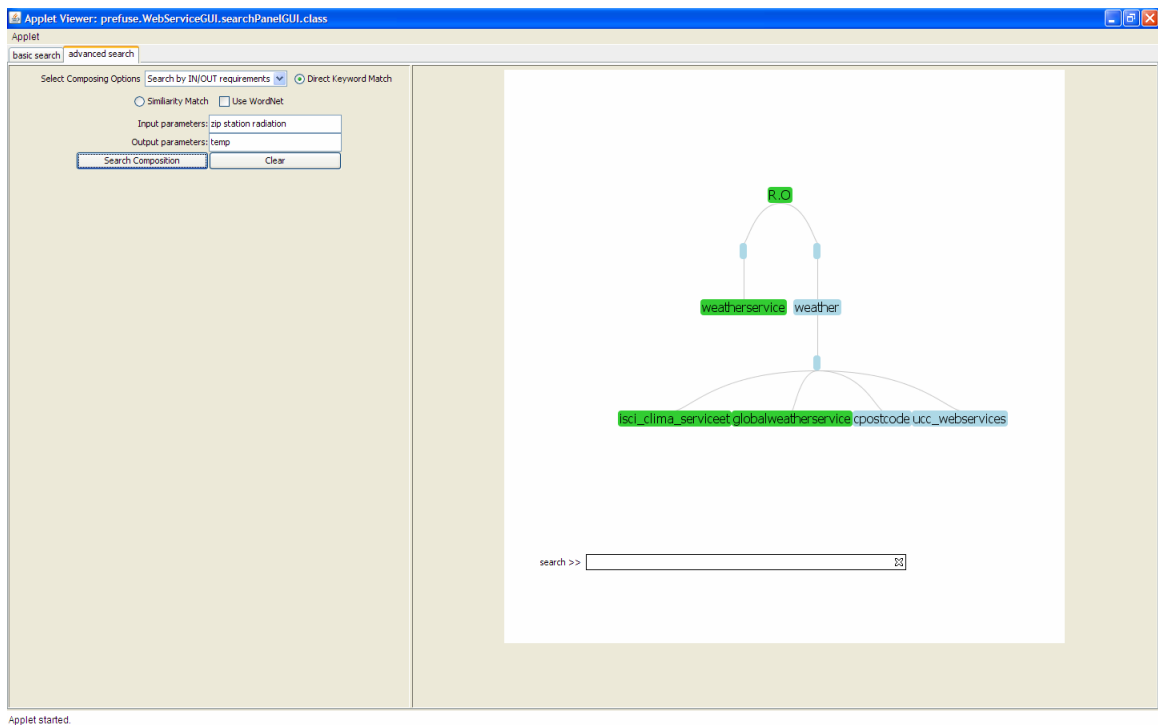 Applet Viewer: prefuse.WebServiceGUI.searchPanelGUI.class
Applet
basic search advanced search
Select Composing Options Search by IN/OUT requirements Direct Keyword Match
Similiarity Match Use WordNet
Input parameters: zip station radiation
Output parameters: temp
Search Composition Clear
R.O
weatherservice weather
isci_clima_serviceet globalweatherservice cpostcode ucc_webservices
search >>
Applet started.